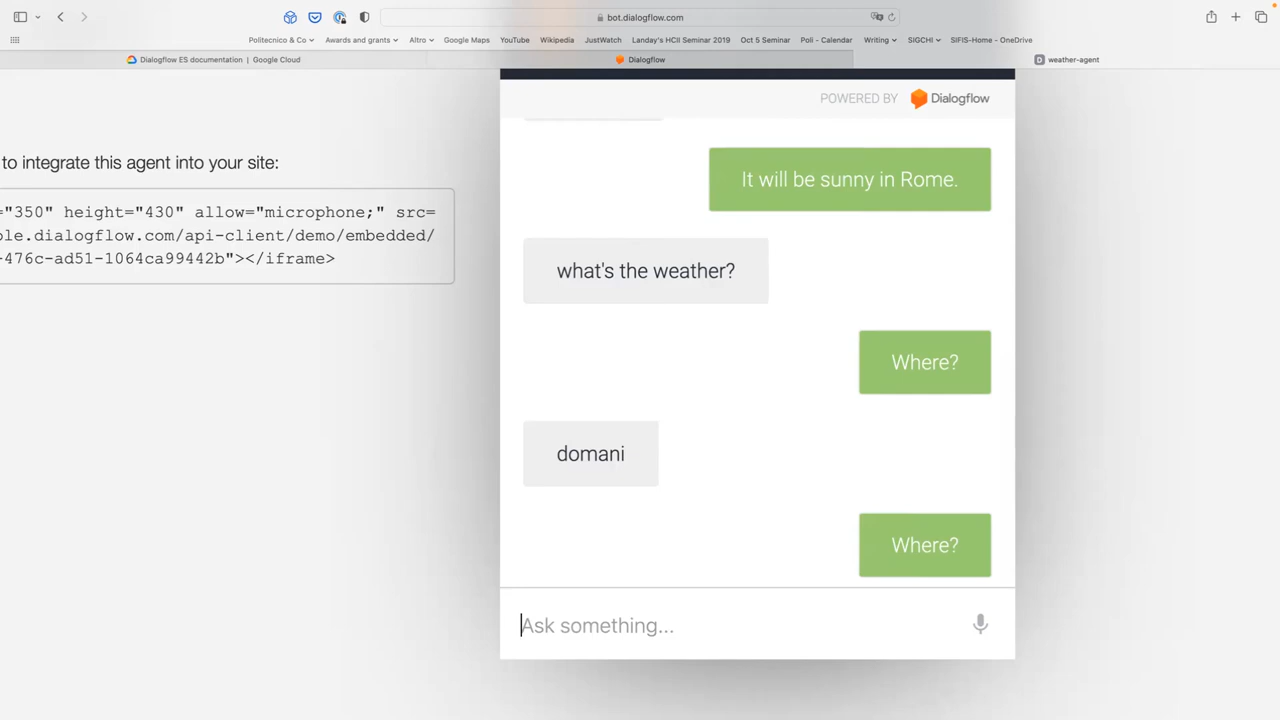 bot.dialogflow.com
Politecnico & Co
Awards and grants
Altro
Google Maps
YouTube
Wikipedia
JustWatch
Landay's HCII Seminar 2019
Oct 5 Seminar
Poli - Calendar
Writing
SIGCHI
SIFIS-Home - OneDrive
Dialogflow ES documentation | Google Cloud
Dialogflow
D weather-agent
POWERED BY Dialogflow
to integrate this agent into your site:
="350" height="430" allow="microphone;" src=
le.dialogflow.com/api-client/demo/embedded/
-476c-ad51-1064ca99442b"></iframe>
It will be sunny in Rome.
what's the weather?
Where?
domani
Where?
Ask something...